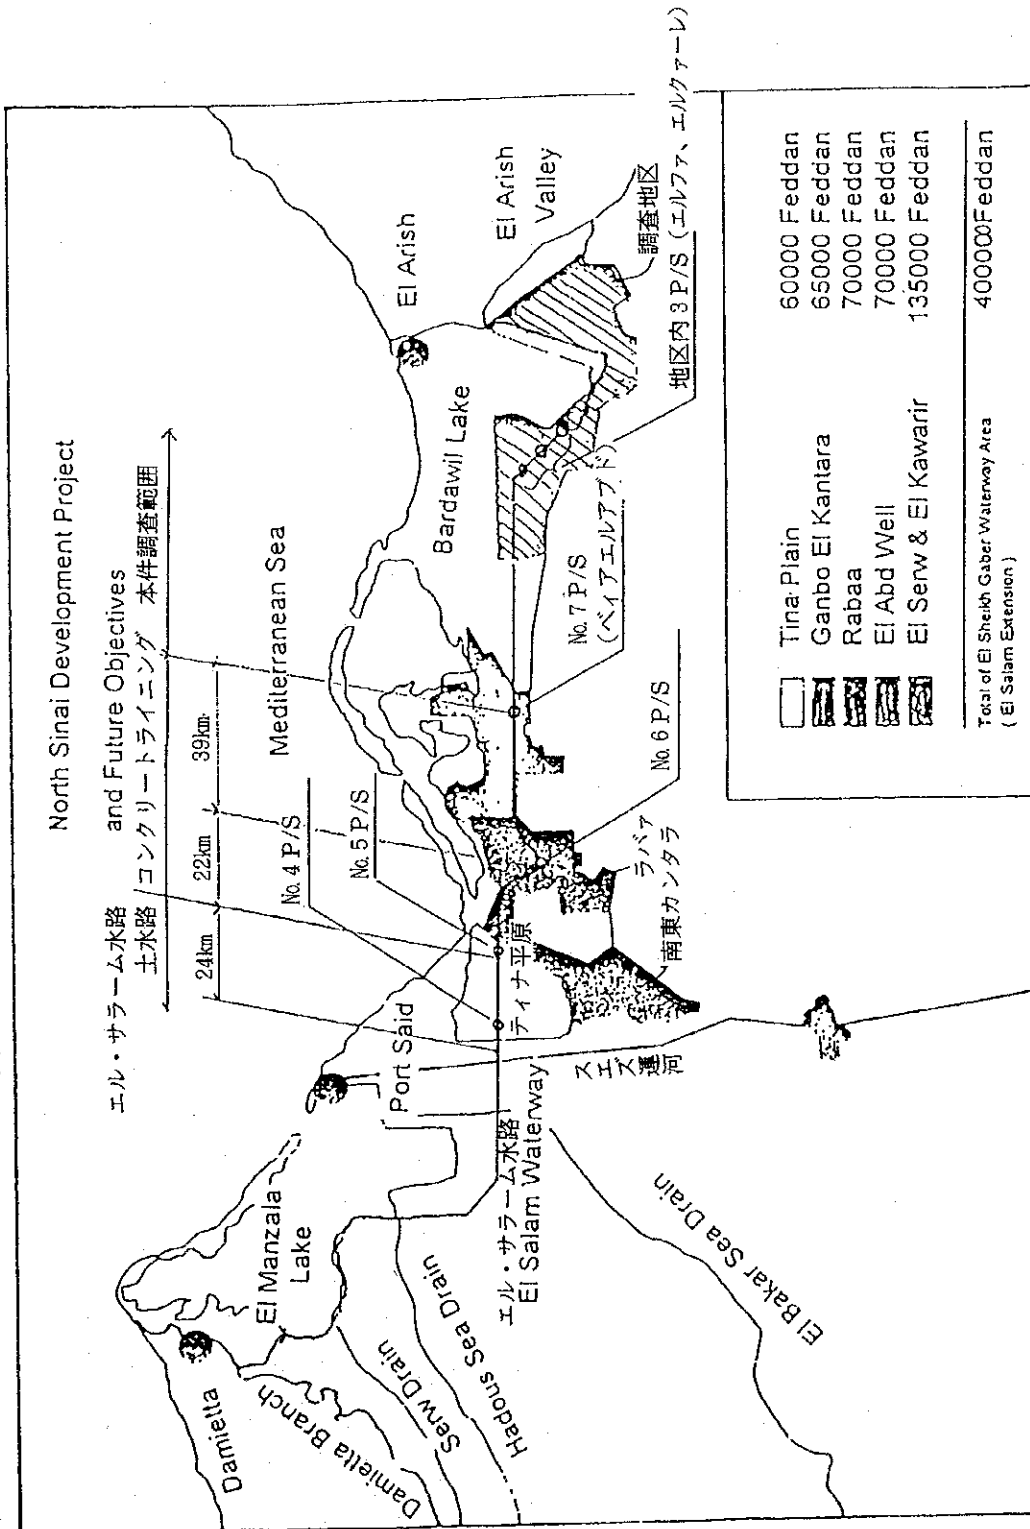 North Sinai Development Project
and Future Objectives
エル・サラーム水路
土水路
コンクリートライニング
本件調査範囲
24km
22km
39km
No.4 P/S
No.5 P/S
Mediterranean Sea
Bardawil Lake
El Arish
El Arish
Valley
調査地区
地区内3P/S (エルファ、エルクァーレ)
No.7 P/S
(ベイアエルアブド)
No.6 P/S
ラバァ
南東カンタラ
ティナ平原
スエズ運河
Port Said
エル・サラーム水路
El Salam Waterway
El Manzala
Lake
Damietta
Damietta Branch
Serw Drain
Hadous Sea Drain
El Bakar Sea Drain
Tina Plain 60000 Feddan
Ganbo El Kantara 65000 Feddan
Rabaa 70000 Feddan
El Abd Well 70000 Feddan
El Serw & El Kawarir 135000 Feddan
Total of El Sheikh Gaber Waterway Area 400000Feddan
( El Salam Extension )